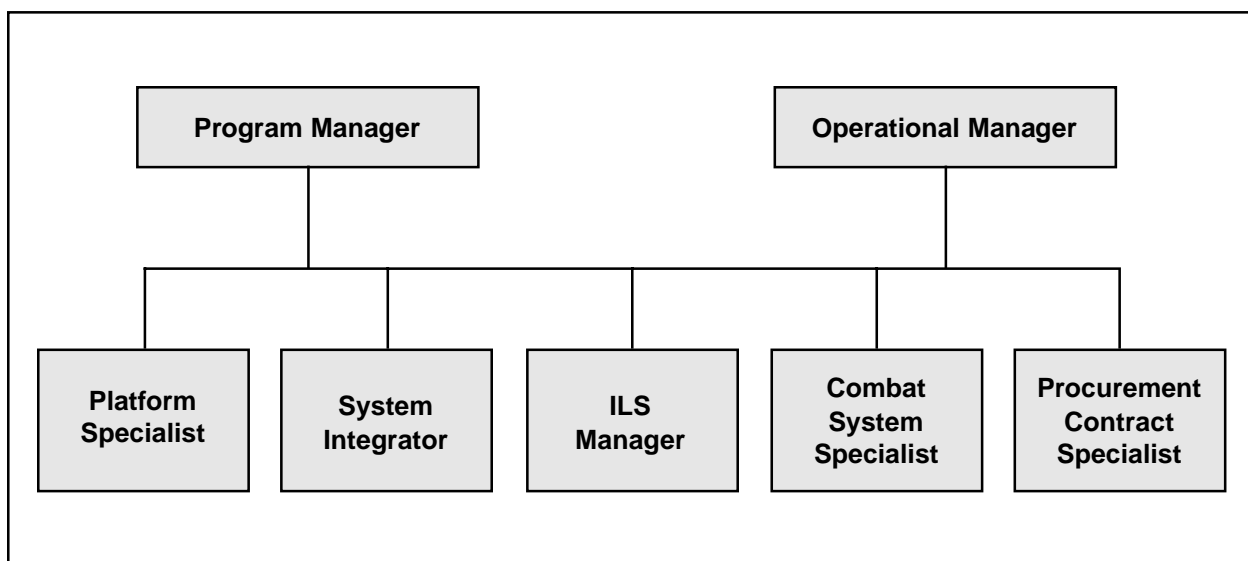 Program Manager
Operational Manager
Platform
Specialist
System
Integrator
ILS
Manager
Combat
System
Specialist
Procurement
Contract
Specialist